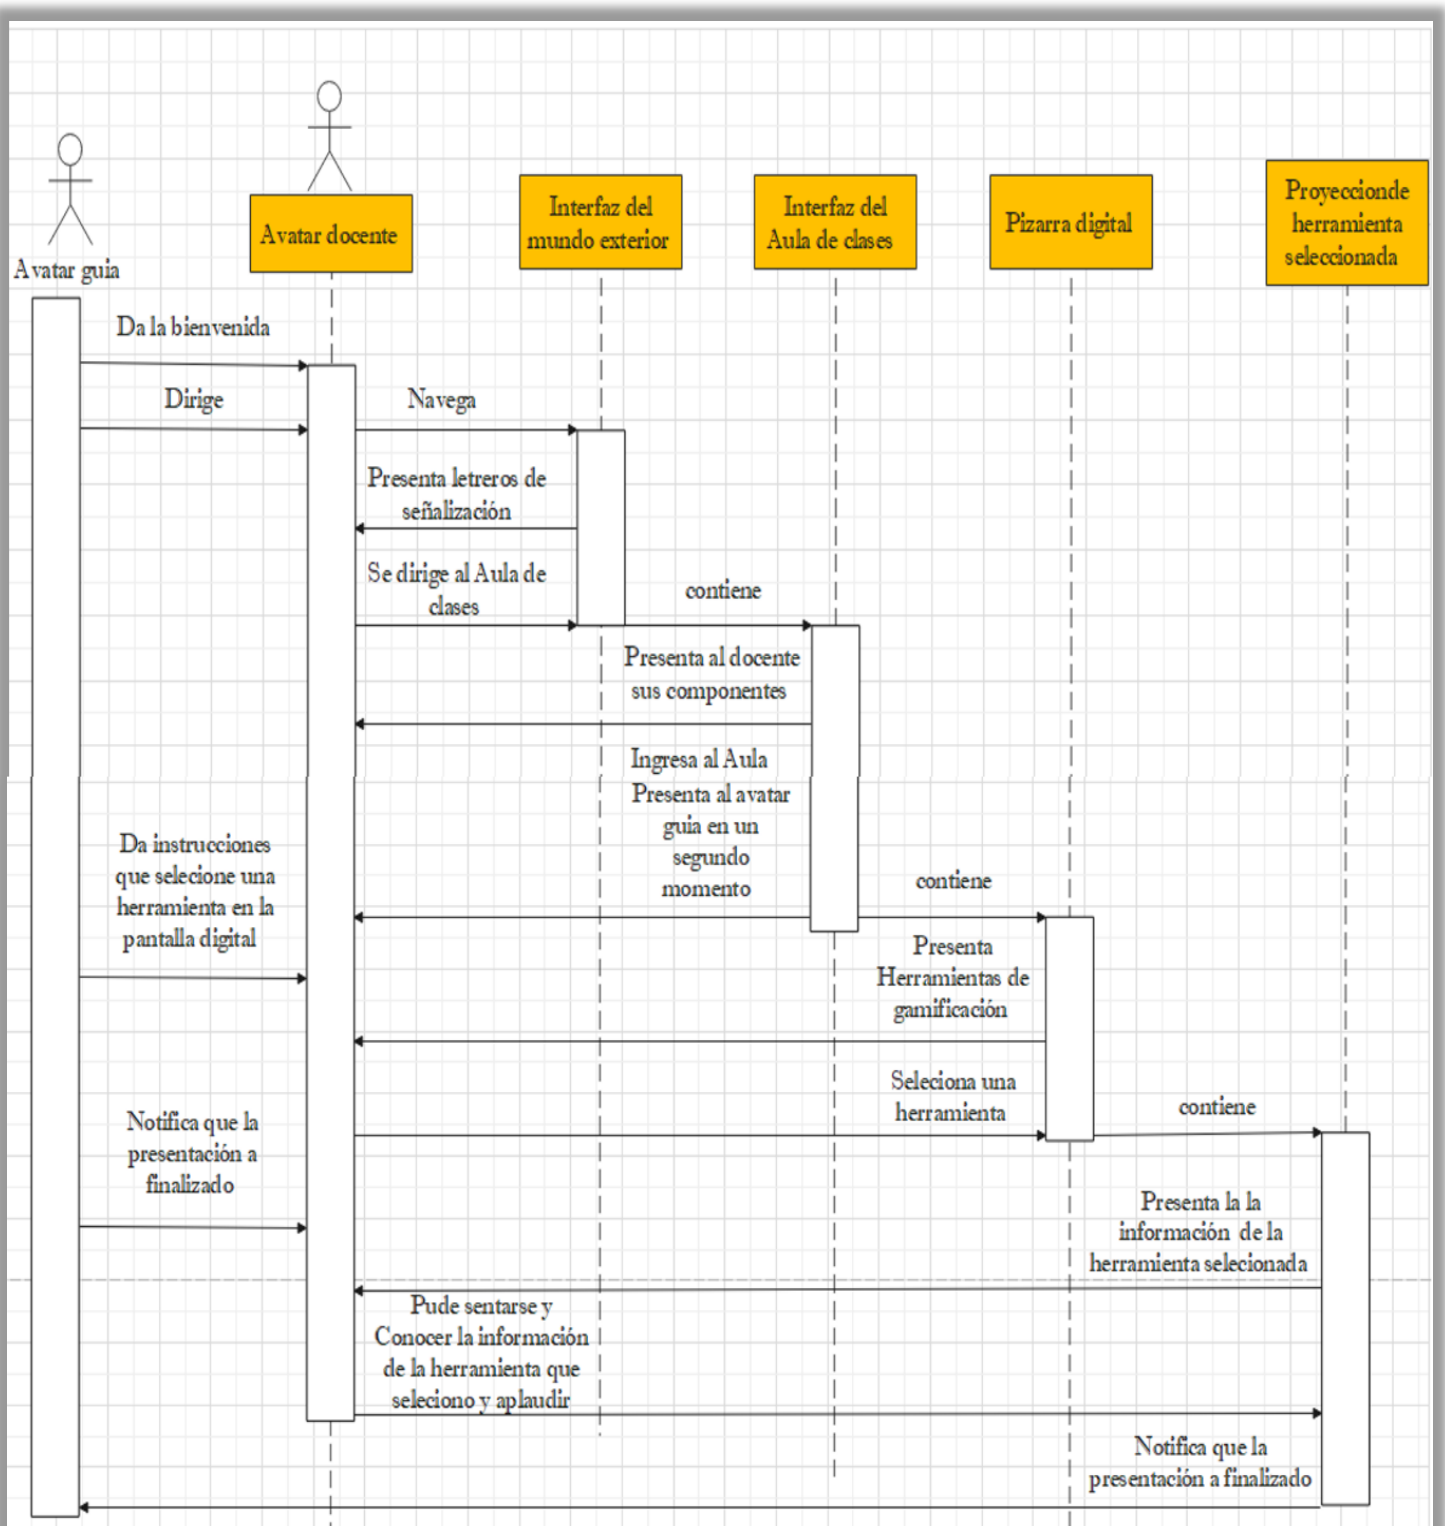 Avatar guia
Avatar docente
Interfaz del
mundo exterior
Interfaz del
Aula de clases
Pizarra digital
Proyeccionde
herramienta
seleccionada
Da la bienvenida
Dirige
Navega
Presenta letreros de
señalización
Se dirige al Aula de
clases
contiene
Presenta al docente
sus componentes
Ingresa al Aula
Presenta al avatar
guia en un
segundo
momento
Da instrucciones
que selecione una
herramienta en la
pantalla digital
contiene
Presenta
Herramientas de
gamificación
Seleciona una
herramienta
contiene
Notifica que la
presentación a
finalizado
Presenta la la
información de la
herramienta selecionada
Pude sentarse y
Conocer la información
de la herramienta que
seleciono y aplaudir
Notifica que la
presentación a finalizado